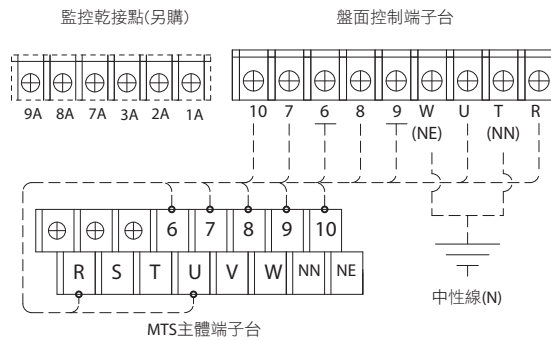 監控乾接點(另購) 盤面控制端子台
9A 8A 7A 3A 2A 1A 10 7 6 8 9 W U T R
(NE) (NN)
6 7 8 9 10
R S T U V W NN NE
中性線(N)
MTS主體端子台